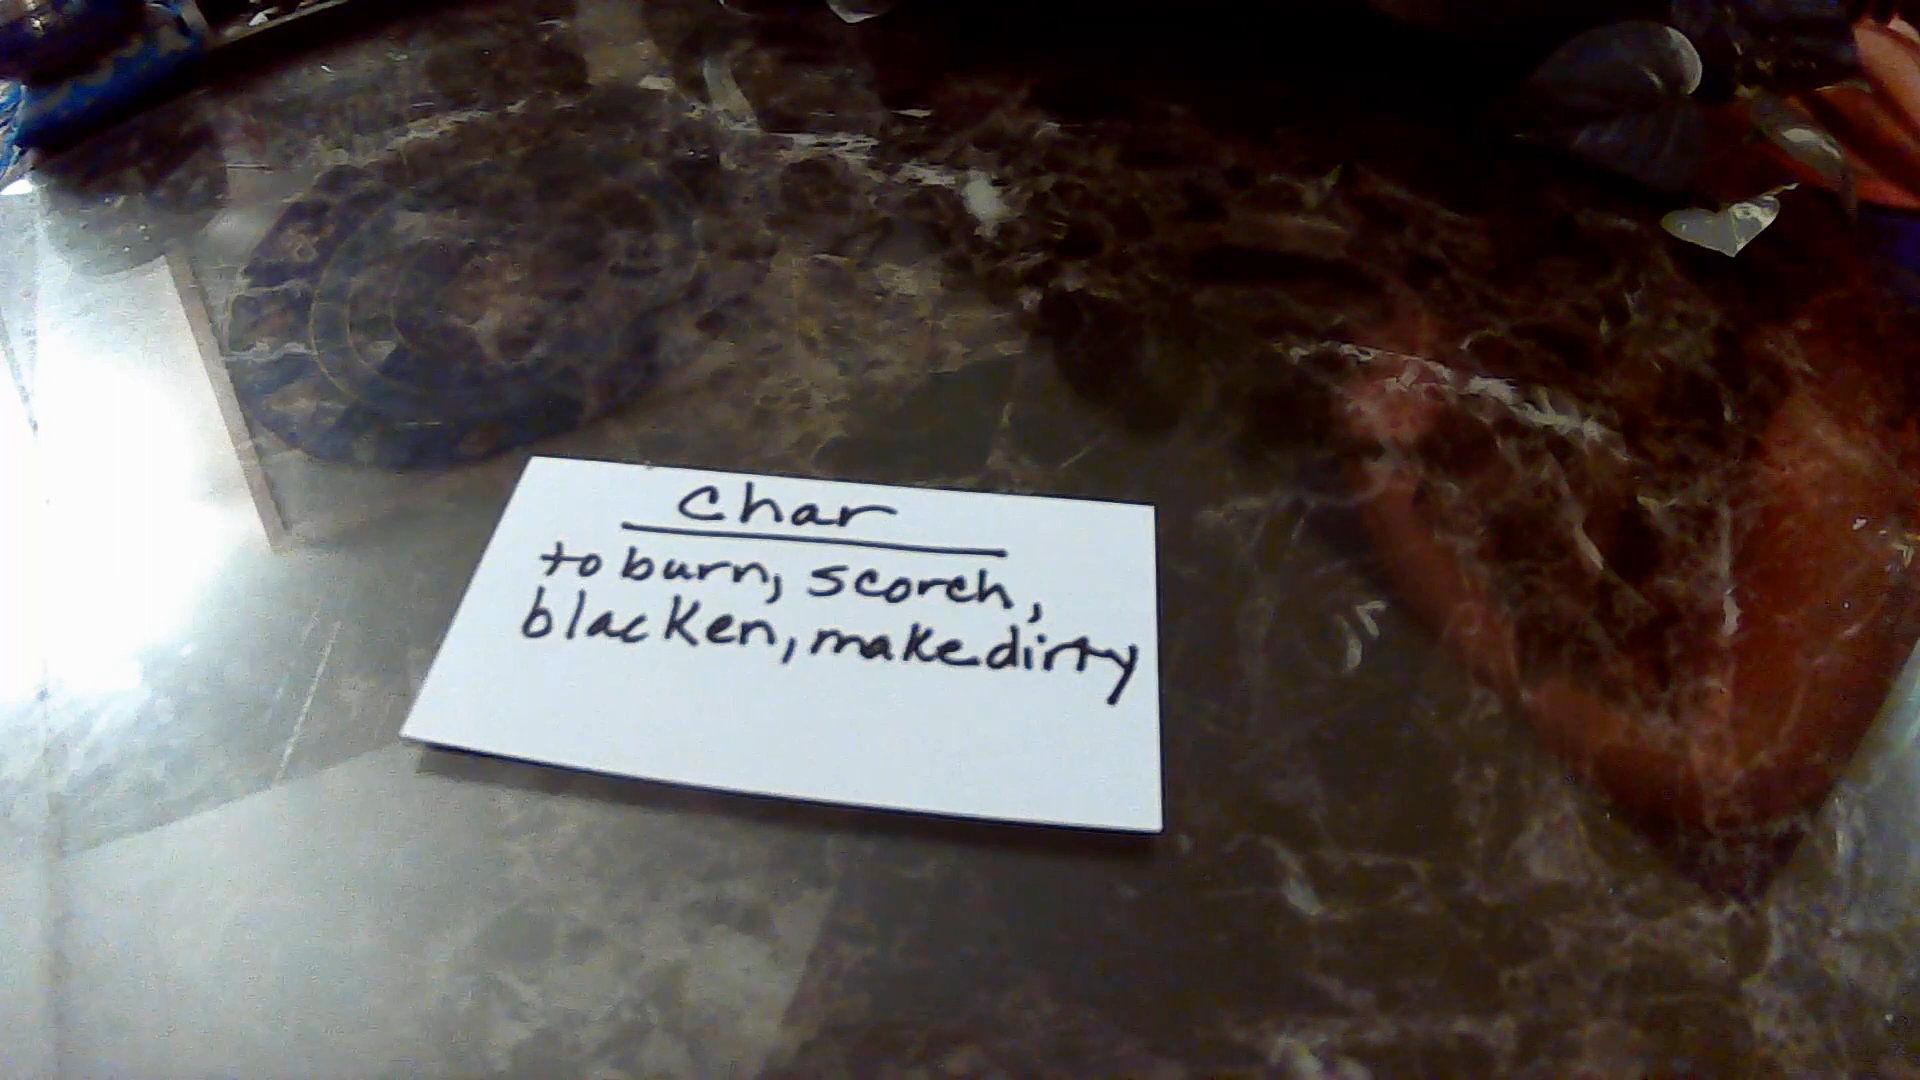 char
to burn, scorch,
blacken, make dirty